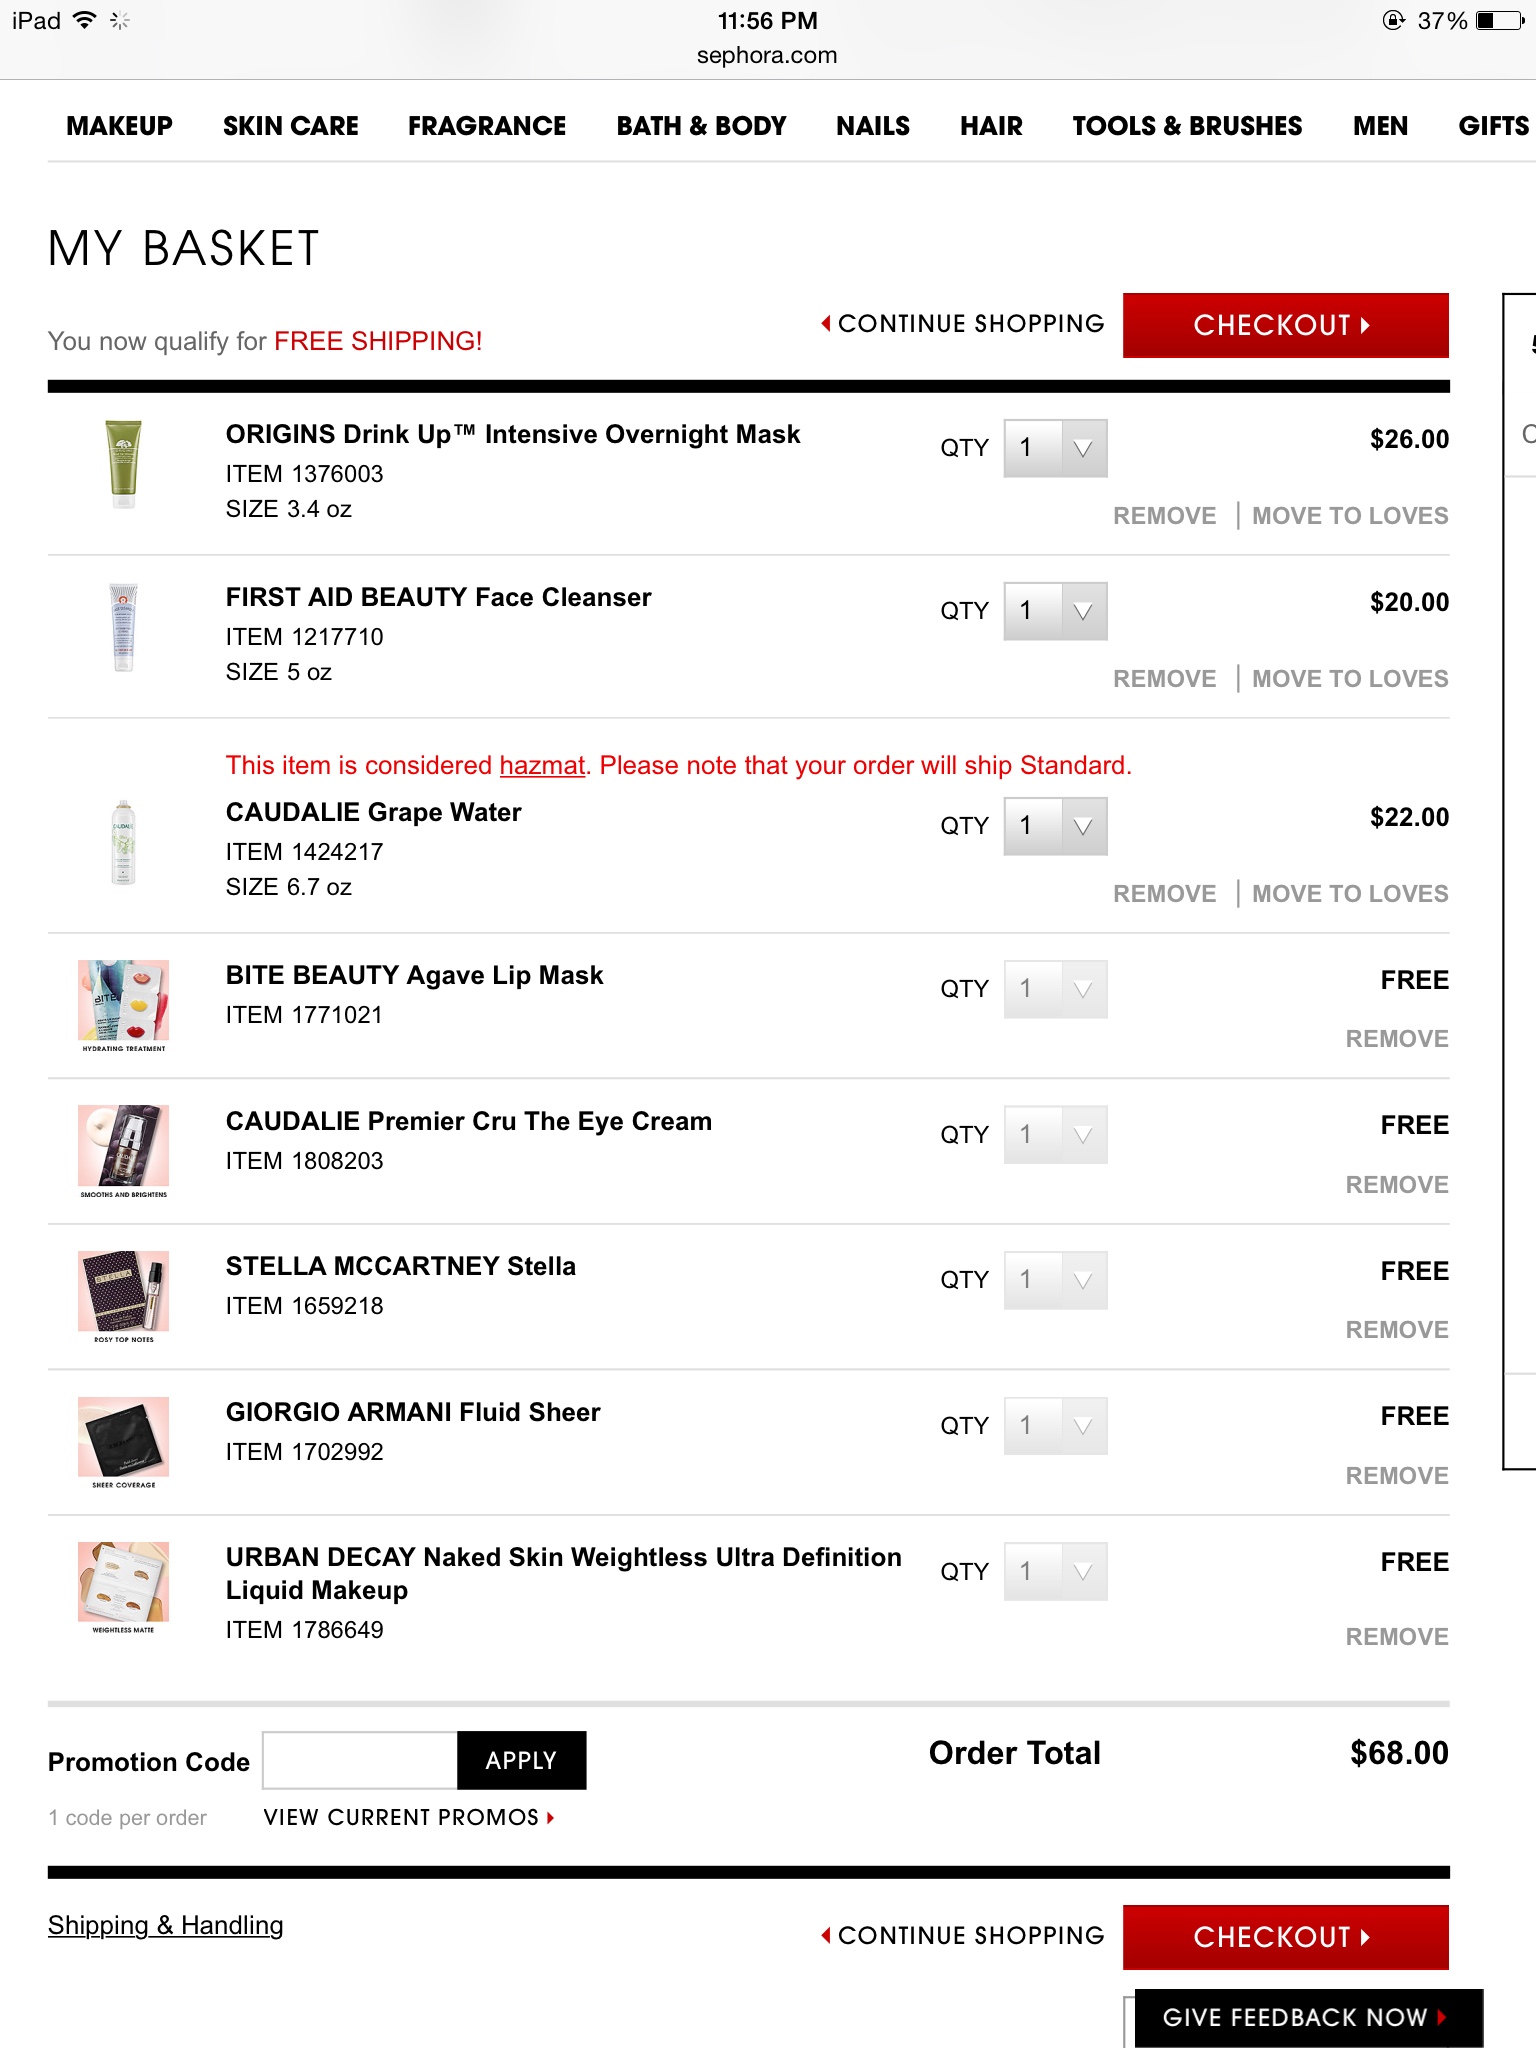 iPad 11:56 PM 37%
sephora.com
MAKEUP SKIN CARE FRAGRANCE BATH & BODY NAILS HAIR TOOLS & BRUSHES MEN GIFTS
MY BASKET
You now qualify for FREE SHIPPING!
CONTINUE SHOPPING CHECKOUT
ORIGINS Drink Up™ Intensive Overnight Mask QTY 1 $26.00
ITEM 1376003
SIZE 3.4 oz
REMOVE | MOVE TO LOVES
FIRST AID BEAUTY Face Cleanser QTY 1 $20.00
ITEM 1217710
SIZE 5 oz
REMOVE | MOVE TO LOVES
This item is considered hazmat. Please note that your order will ship Standard.
CAUDALIE Grape Water QTY 1 $22.00
ITEM 1424217
SIZE 6.7 oz
REMOVE | MOVE TO LOVES
BITE BEAUTY Agave Lip Mask QTY 1 FREE
ITEM 1771021
REMOVE
HYDRATING TREATMENT
CAUDALIE Premier Cru The Eye Cream QTY 1 FREE
ITEM 1808203
REMOVE
SMOOTHS AND BRIGHTENS
STELLA MCCARTNEY Stella QTY 1 FREE
ITEM 1659218
REMOVE
STELLA
ROSY TOP NOTES
GIORGIO ARMANI Fluid Sheer QTY 1 FREE
ITEM 1702992
REMOVE
SHEER COVERAGE
URBAN DECAY Naked Skin Weightless Ultra Definition
Liquid Makeup
QTY 1 FREE
ITEM 1786649
REMOVE
WEIGHTLESS MATTE
Promotion Code APPLY Order Total $68.00
1 code per order VIEW CURRENT PROMOS
Shipping & Handling
CONTINUE SHOPPING CHECKOUT
GIVE FEEDBACK NOW